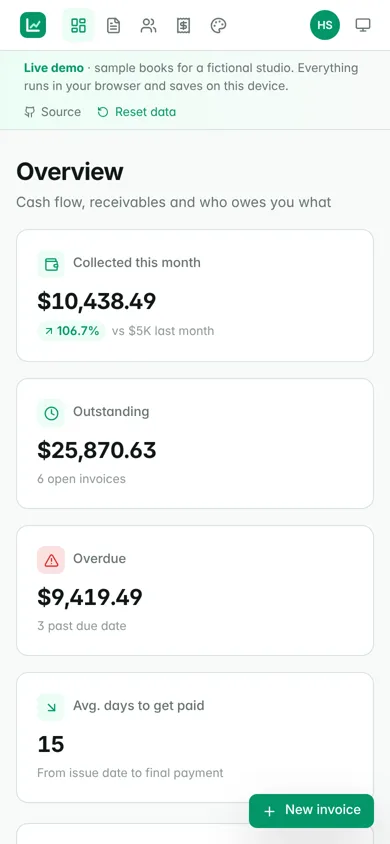 HS
Live demo · sample books for a fictional studio. Everything
runs in your browser and saves on this device.
Source Reset data
Overview
Cash flow, receivables and who owes you what
Collected this month
$10,438.49
106.7% vs $5K last month
Outstanding
$25,870.63
6 open invoices
Overdue
$9,419.49
3 past due date
Avg. days to get paid
15
From issue date to final payment
+ New invoice